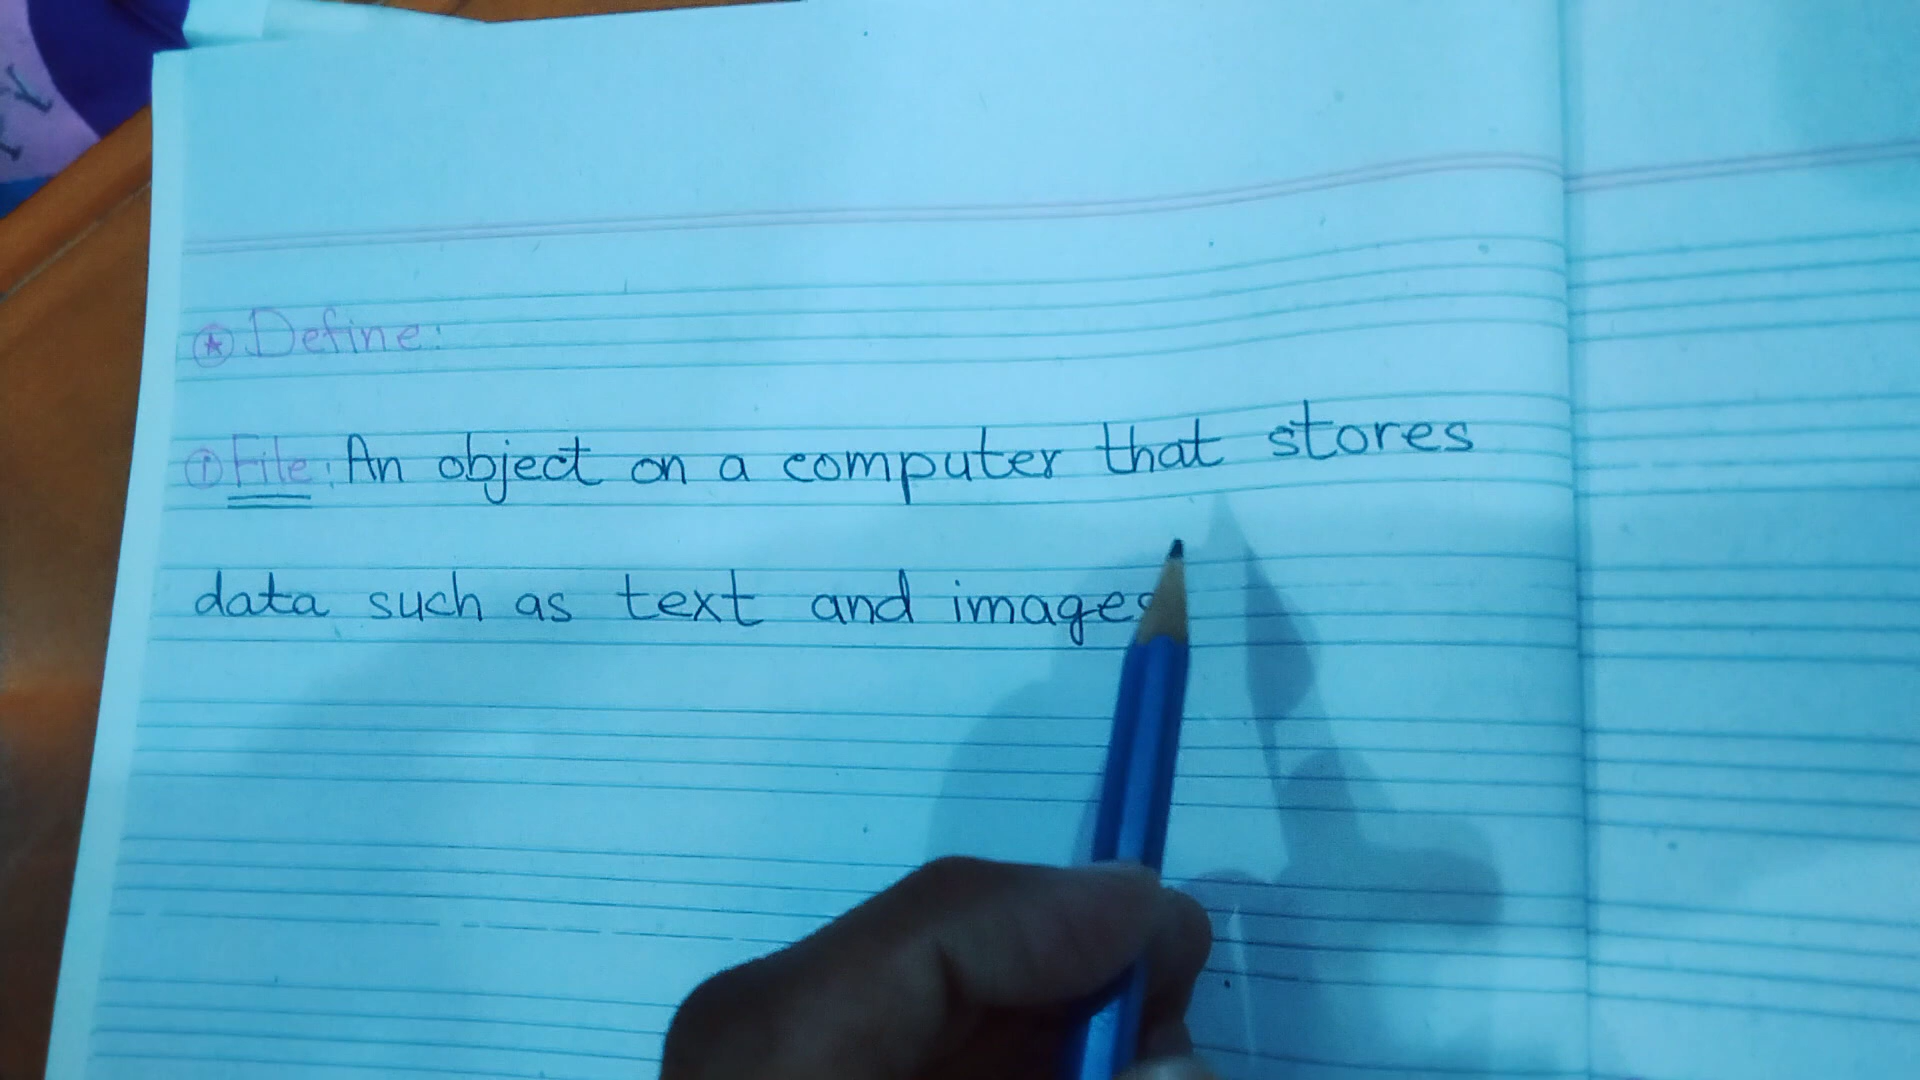 ⍟ Define:
① File: An object on a computer that stores
data such as text and images